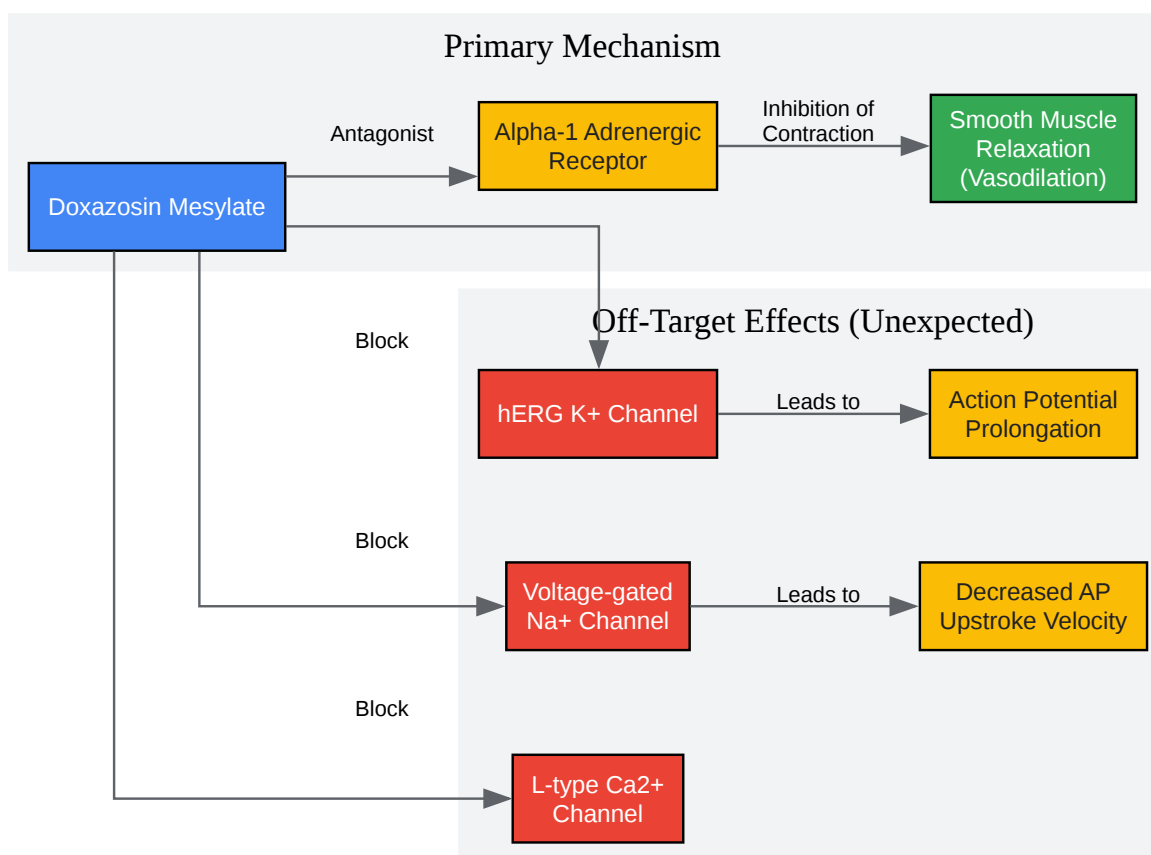 Primary Mechanism
Antagonist
Alpha-1 Adrenergic
Receptor
Inhibition of
Contraction
Smooth Muscle
Relaxation
(Vasodilation)
Doxazosin Mesylate
Off-Target Effects (Unexpected)
Block
hERG K+ Channel
Leads to
Action Potential
Prolongation
Block
Voltage-gated
Na+ Channel
Leads to
Decreased AP
Upstroke Velocity
Block
L-type Ca2+
Channel